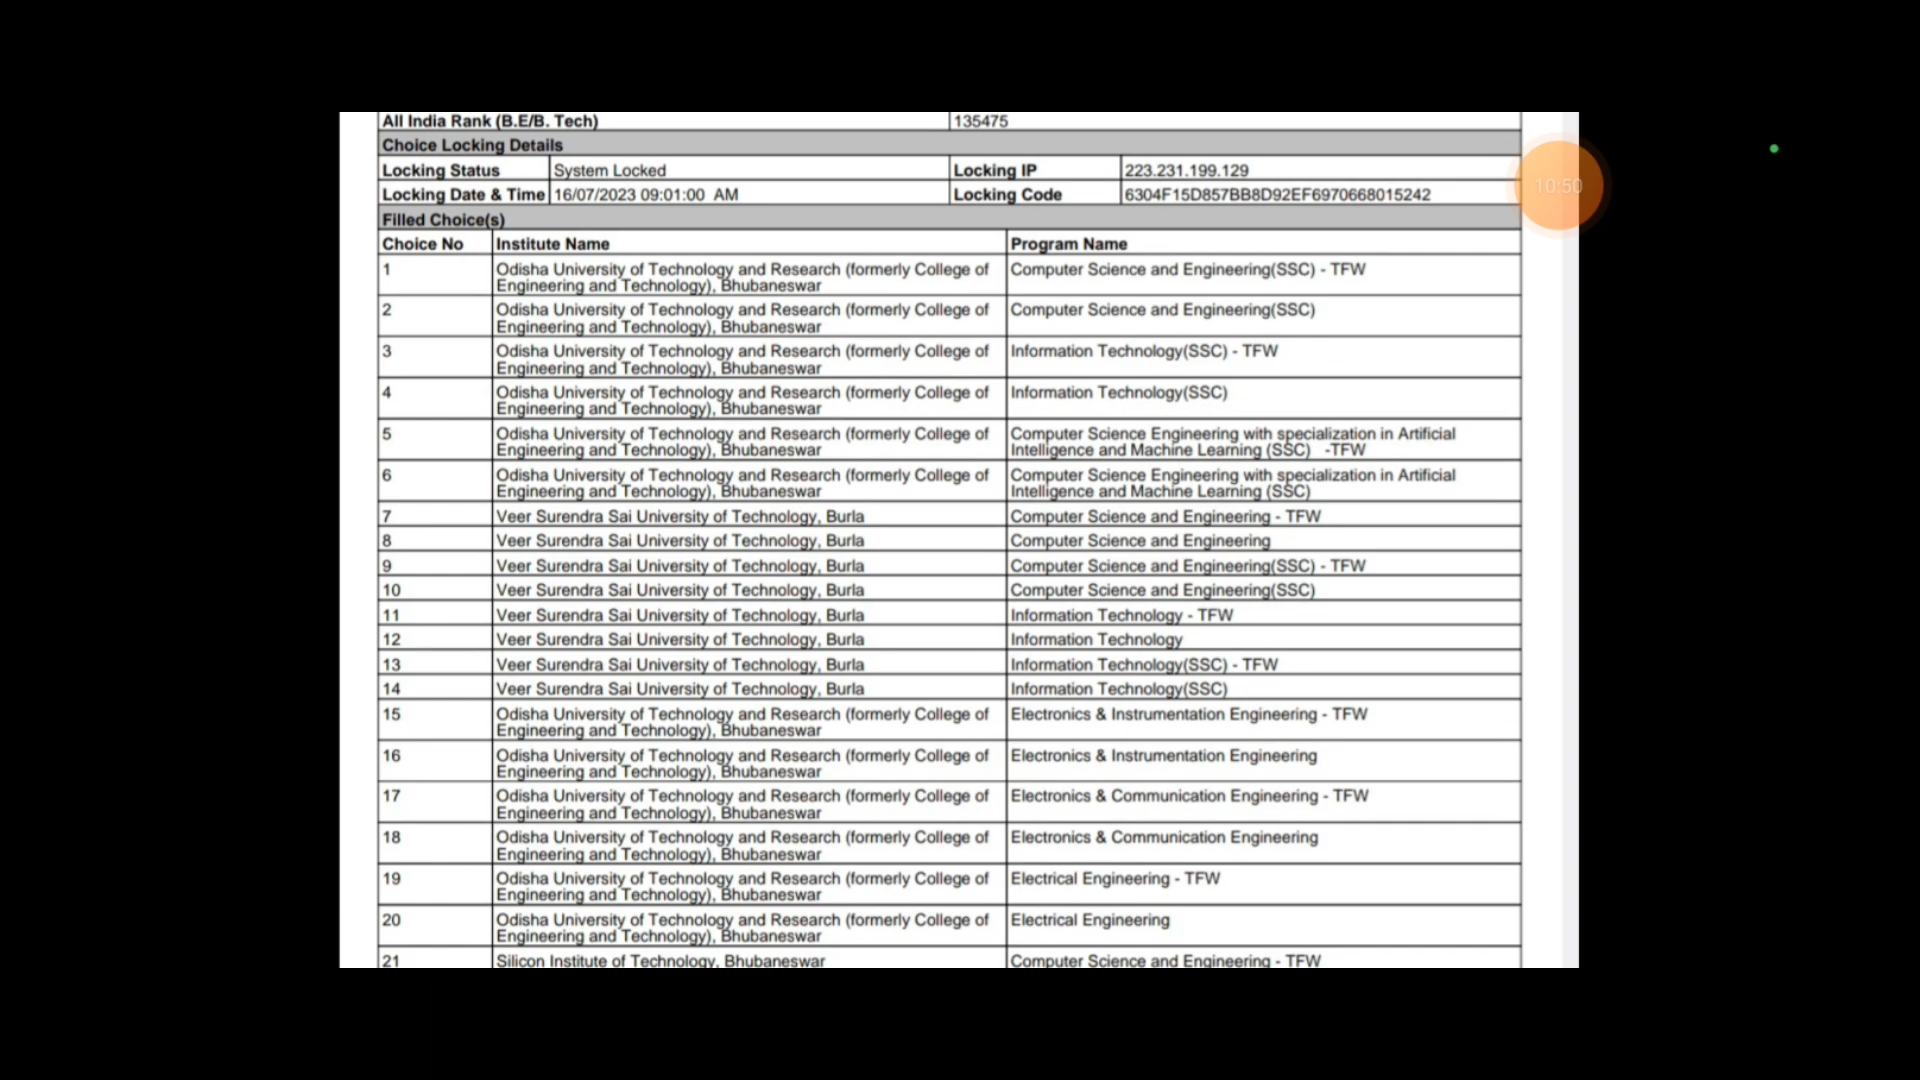 All India Rank (B.E/B. Tech) 135475
Choice Locking Details
Locking Status System Locked Locking IP 223.231.199.129
Locking Date & Time 16/07/2023 09:01:00 AM Locking Code 6304F15D857BB8D92EF6970668015242
10:50
Filled Choice(s)
Choice No Institute Name Program Name
1 Odisha University of Technology and Research (formerly College of Computer Science and Engineering(SSC) - TFW
Engineering and Technology), Bhubaneswar
2 Odisha University of Technology and Research (formerly College of Computer Science and Engineering(SSC)
Engineering and Technology), Bhubaneswar
3 Odisha University of Technology and Research (formerly College of Information Technology(SSC) - TFW
Engineering and Technology), Bhubaneswar
4 Odisha University of Technology and Research (formerly College of Information Technology(SSC)
Engineering and Technology), Bhubaneswar
5 Odisha University of Technology and Research (formerly College of Computer Science Engineering with specialization in Artificial
Engineering and Technology), Bhubaneswar Intelligence and Machine Learning (SSC) -TFW
6 Odisha University of Technology and Research (formerly College of Computer Science Engineering with specialization in Artificial
Engineering and Technology), Bhubaneswar Intelligence and Machine Learning (SSC)
7 Veer Surendra Sai University of Technology, Burla Computer Science and Engineering - TFW
8 Veer Surendra Sai University of Technology, Burla Computer Science and Engineering
9 Veer Surendra Sai University of Technology, Burla Computer Science and Engineering(SSC) - TFW
10 Veer Surendra Sai University of Technology, Burla Computer Science and Engineering(SSC)
11 Veer Surendra Sai University of Technology, Burla Information Technology - TFW
12 Veer Surendra Sai University of Technology, Burla Information Technology
13 Veer Surendra Sai University of Technology, Burla Information Technology(SSC) - TFW
14 Veer Surendra Sai University of Technology, Burla Information Technology(SSC)
15 Odisha University of Technology and Research (formerly College of Electronics & Instrumentation Engineering - TFW
Engineering and Technology), Bhubaneswar
16 Odisha University of Technology and Research (formerly College of Electronics & Instrumentation Engineering
Engineering and Technology), Bhubaneswar
17 Odisha University of Technology and Research (formerly College of Electronics & Communication Engineering - TFW
Engineering and Technology), Bhubaneswar
18 Odisha University of Technology and Research (formerly College of Electronics & Communication Engineering
Engineering and Technology), Bhubaneswar
19 Odisha University of Technology and Research (formerly College of Electrical Engineering - TFW
Engineering and Technology), Bhubaneswar
20 Odisha University of Technology and Research (formerly College of Electrical Engineering
Engineering and Technology), Bhubaneswar
21 Silicon Institute of Technology, Bhubaneswar Computer Science and Engineering - TFW